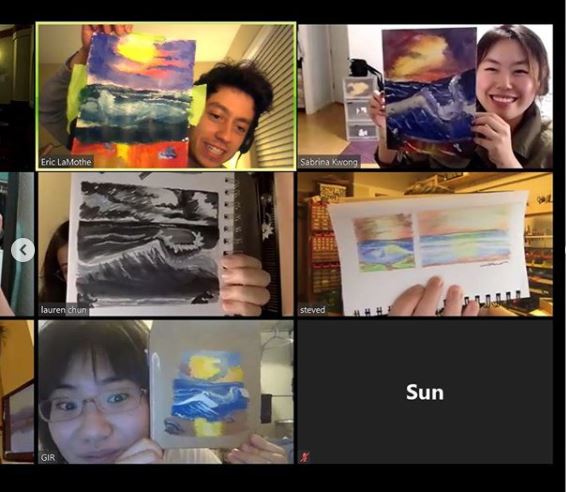 Eric LaMothe
Sabrina Kwong
lauren chun
steved
GIR
Sun